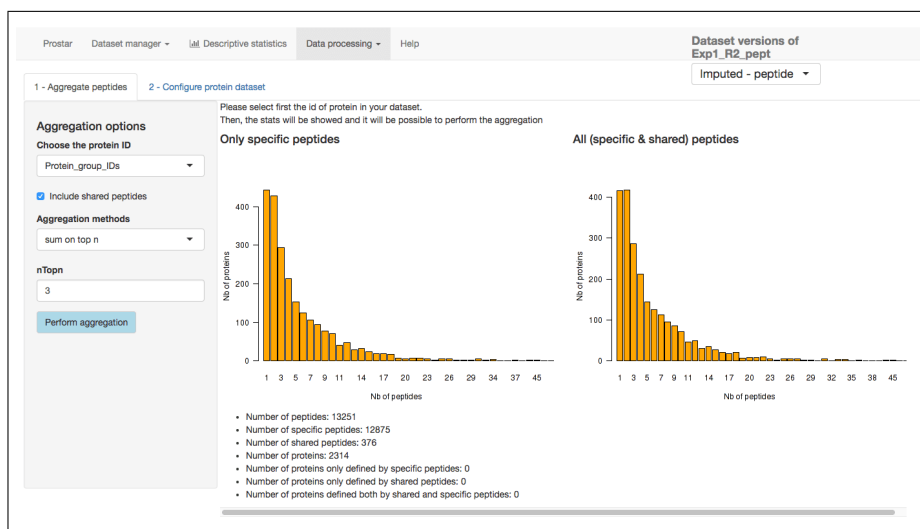 Prostar
Dataset manager
Descriptive statistics
Data processing
Help
Dataset versions of
Exp1_R2_pept
Imputed - peptide
1 - Aggregate peptides
2 - Configure protein dataset
Please select first the id of protein in your dataset.
Then, the stats will be showed and it will be possible to perform the aggregation
Aggregation options
Choose the protein ID
Protein_group_IDs
Include shared peptides
Aggregation methods
sum on top n
nTopn
3
Perform aggregation
Only specific peptides
400
300
200
100
0
Nb of proteins
1 3 5 7 9 11 14 17 20 23 26 29 34 37 45
Nb of peptides
All (specific & shared) peptides
400
300
200
100
0
Nb of proteins
1 3 5 7 9 11 14 17 20 23 26 29 32 35 38 45
Nb of peptides
Number of peptides: 13251
Number of specific peptides: 12875
Number of shared peptides: 376
Number of proteins: 2314
Number of proteins only defined by specific peptides: 0
Number of proteins only defined by shared peptides: 0
Number of proteins defined both by shared and specific peptides: 0